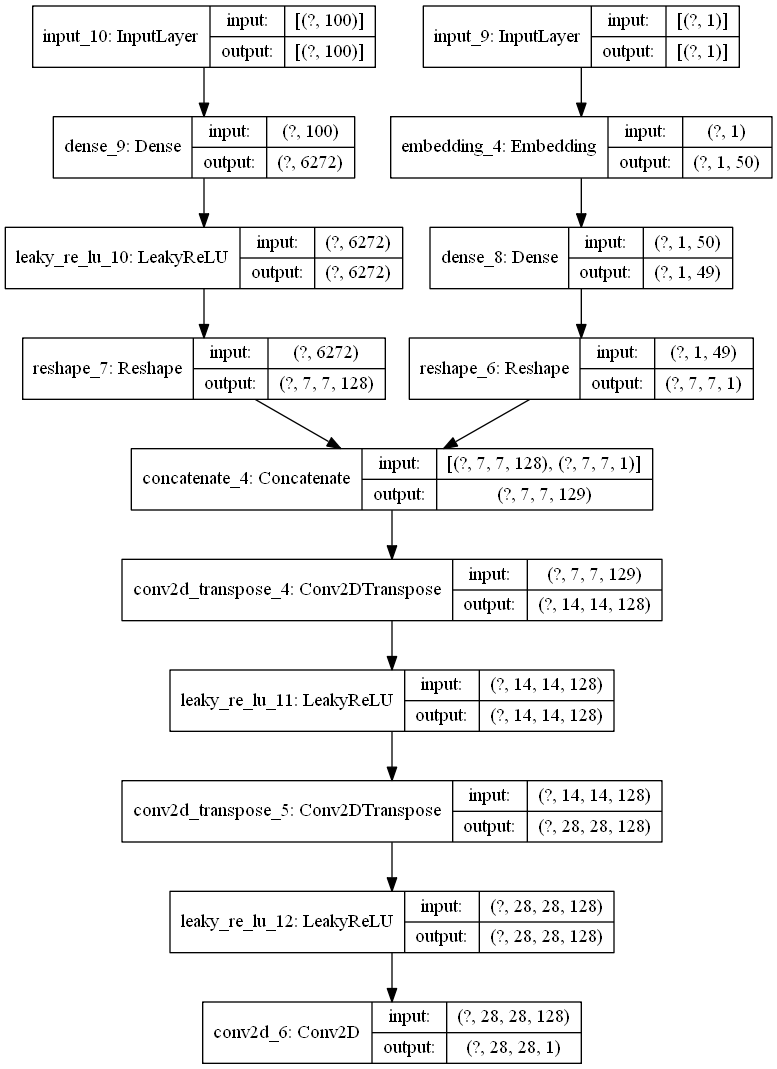 input_10: InputLayer
input: [(?, 100)]
output: [(?, 100)]
input_9: InputLayer
input: [(?, 1)]
output: [(?, 1)]
dense_9: Dense
input: (?, 100)
output: (?, 6272)
embedding_4: Embedding
input: (?, 1)
output: (?, 1, 50)
leaky_re_lu_10: LeakyReLU
input: (?, 6272)
output: (?, 6272)
dense_8: Dense
input: (?, 1, 50)
output: (?, 1, 49)
reshape_7: Reshape
input: (?, 6272)
output: (?, 7, 7, 128)
reshape_6: Reshape
input: (?, 1, 49)
output: (?, 7, 7, 1)
concatenate_4: Concatenate
input: [(?, 7, 7, 128), (?, 7, 7, 1)]
output: (?, 7, 7, 129)
conv2d_transpose_4: Conv2DTranspose
input: (?, 7, 7, 129)
output: (?, 14, 14, 128)
leaky_re_lu_11: LeakyReLU
input: (?, 14, 14, 128)
output: (?, 14, 14, 128)
conv2d_transpose_5: Conv2DTranspose
input: (?, 14, 14, 128)
output: (?, 28, 28, 128)
leaky_re_lu_12: LeakyReLU
input: (?, 28, 28, 128)
output: (?, 28, 28, 128)
conv2d_6: Conv2D
input: (?, 28, 28, 128)
output: (?, 28, 28, 1)